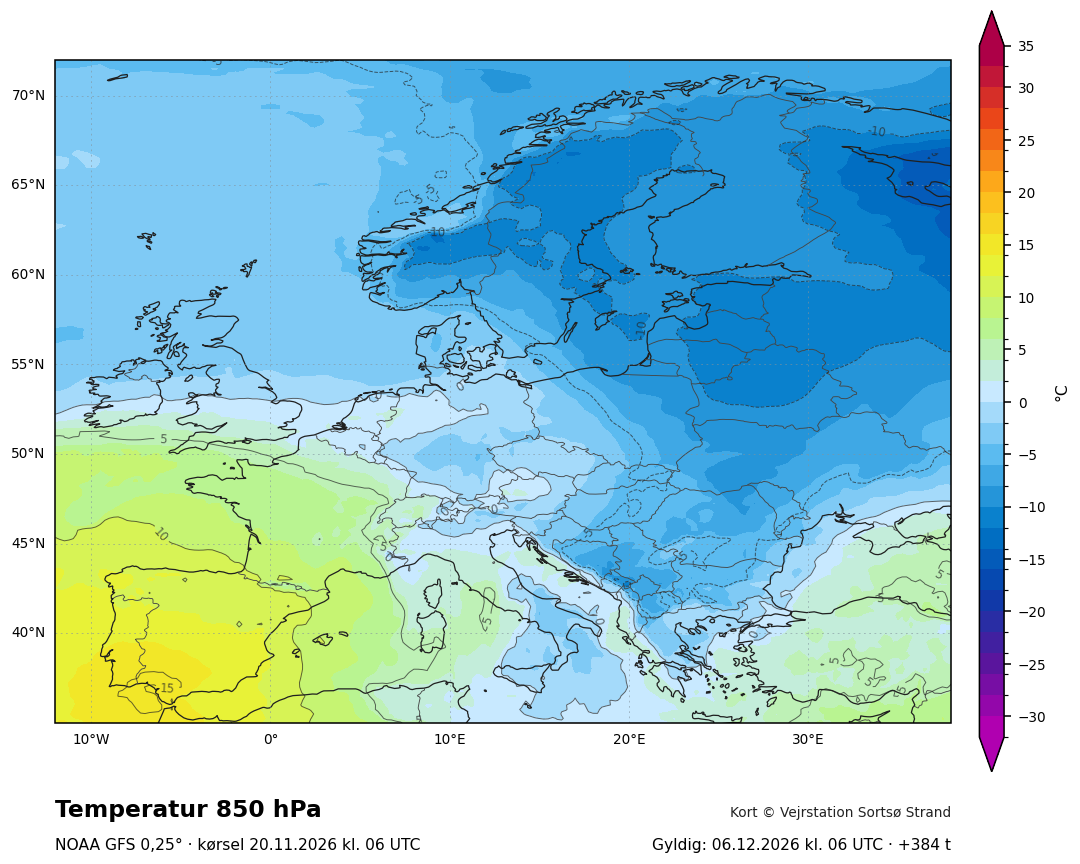 70°N
65°N
60°N
55°N
50°N
45°N
40°N
10°W
0°
10°E
20°E
30°E
35
30
25
20
15
10
5
0
−5
−10
−15
−20
−25
−30
°C
Temperatur 850 hPa
Kort © Vejrstation Sortsø Strand
NOAA GFS 0,25° · kørsel 20.11.2026 kl. 06 UTC
Gyldig: 06.12.2026 kl. 06 UTC · +384 t